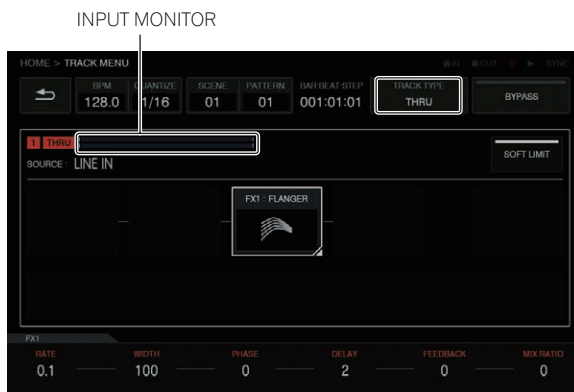 INPUT MONITOR
HOME > TRACK MENU IN OUT SYNC
BPM QUANTIZE SCENE PATTERN BAR:BEAT:STEP TRACK TYPE
128.0 1/16 01 01 001:01:01 THRU BYPASS
1 THRU
SOURCE : LINE IN SOFT LIMIT
FX1 : FLANGER
FX1
RATE WIDTH PHASE DELAY FEEDBACK MIX RATIO
0.1 100 0 2 0 0